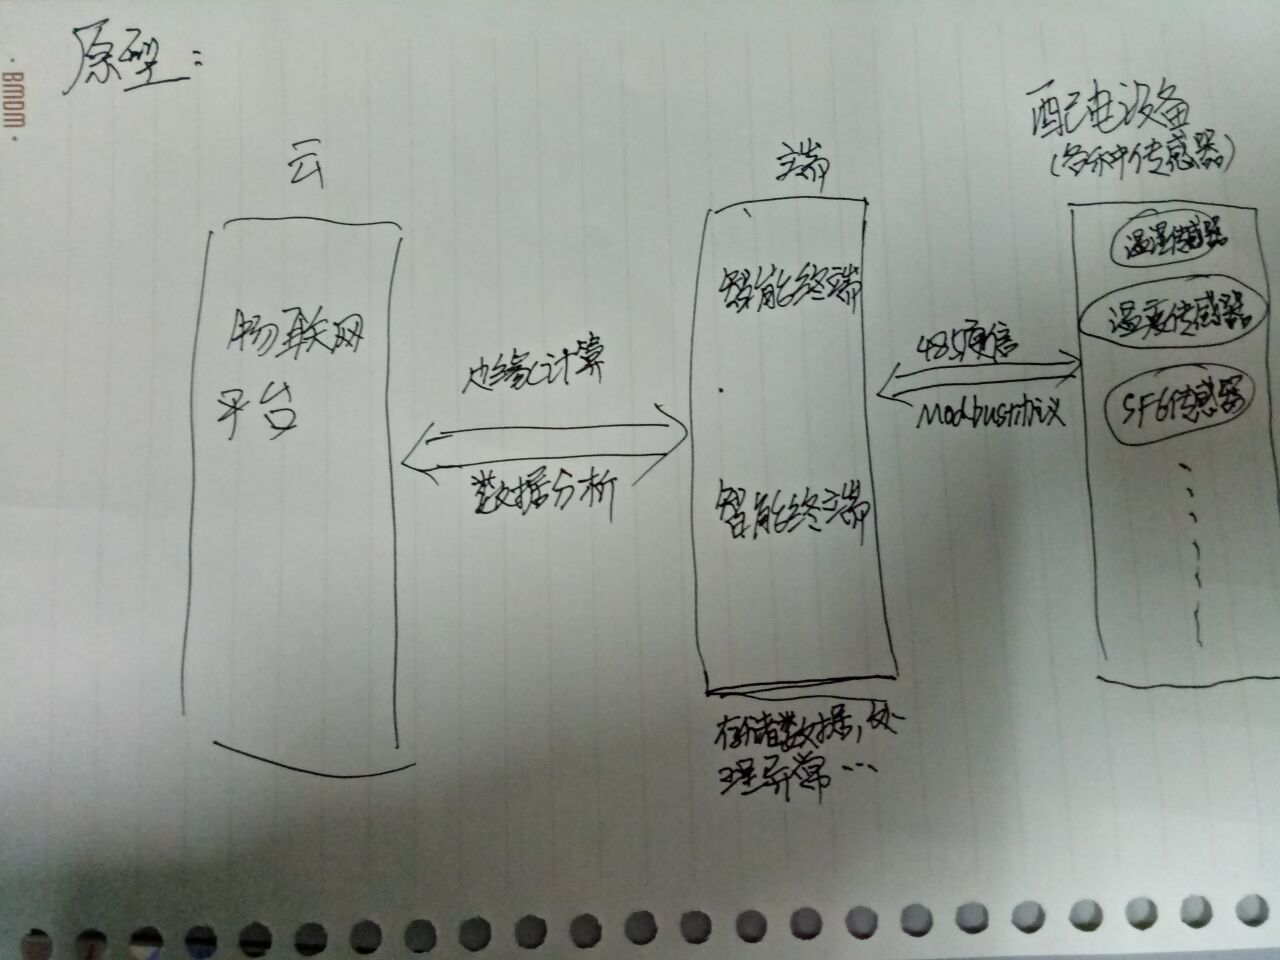 原型:
BMDM
云
端
配电设备
(各种传感器)
物联网
平台
边缘计算
数据分析
智能终端
智能终端
485通信
Modbus协议
温湿传感器
温度传感器
SF6传感器
存储数据,处
理异常…